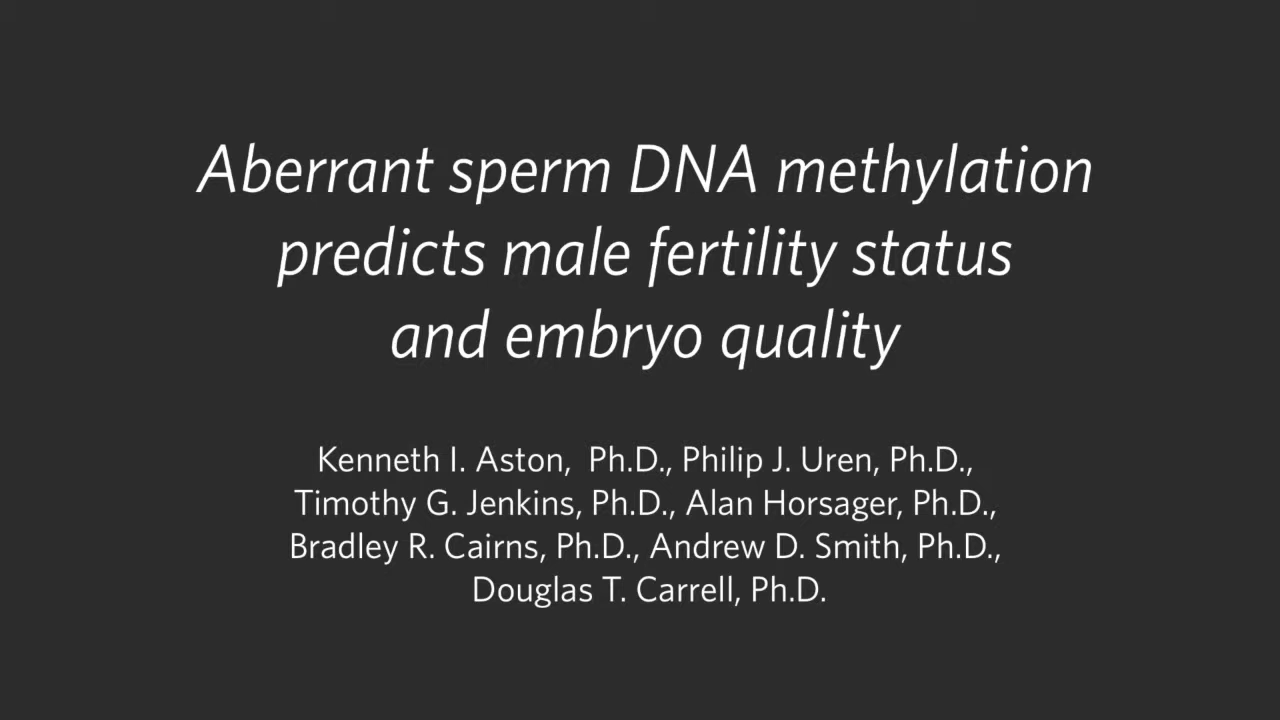 Aberrant sperm DNA methylation
predicts male fertility status
and embryo quality
Kenneth I. Aston,  Ph.D., Philip J. Uren, Ph.D.,
Timothy G. Jenkins, Ph.D., Alan Horsager, Ph.D.,
Bradley R. Cairns, Ph.D., Andrew D. Smith, Ph.D.,
Douglas T. Carrell, Ph.D.